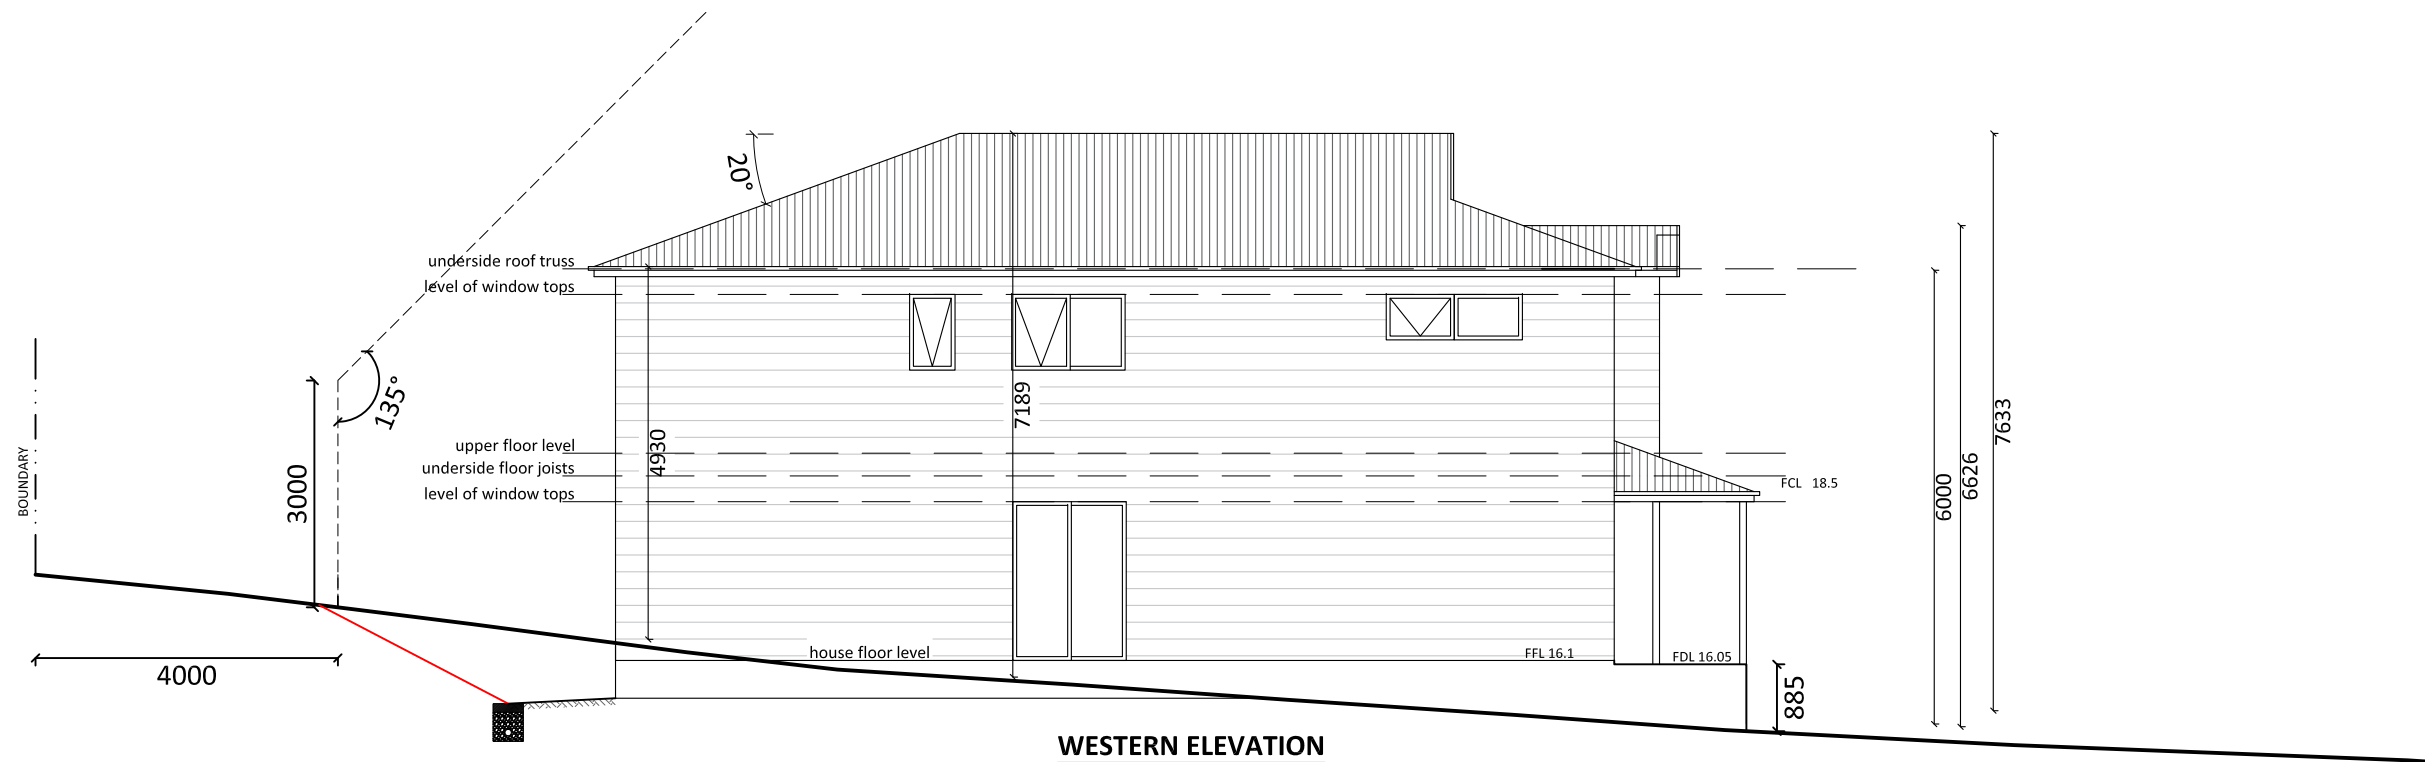 20°
underside roof truss
level of window tops
135°
7189
7633
upper floor level
4930
underside floor joists
level of window tops
BOUNDARY
3000
FCL 18.5
6000
6626
house floor level
FFL 16.1
FDL 16.05
4000
885
WESTERN ELEVATION